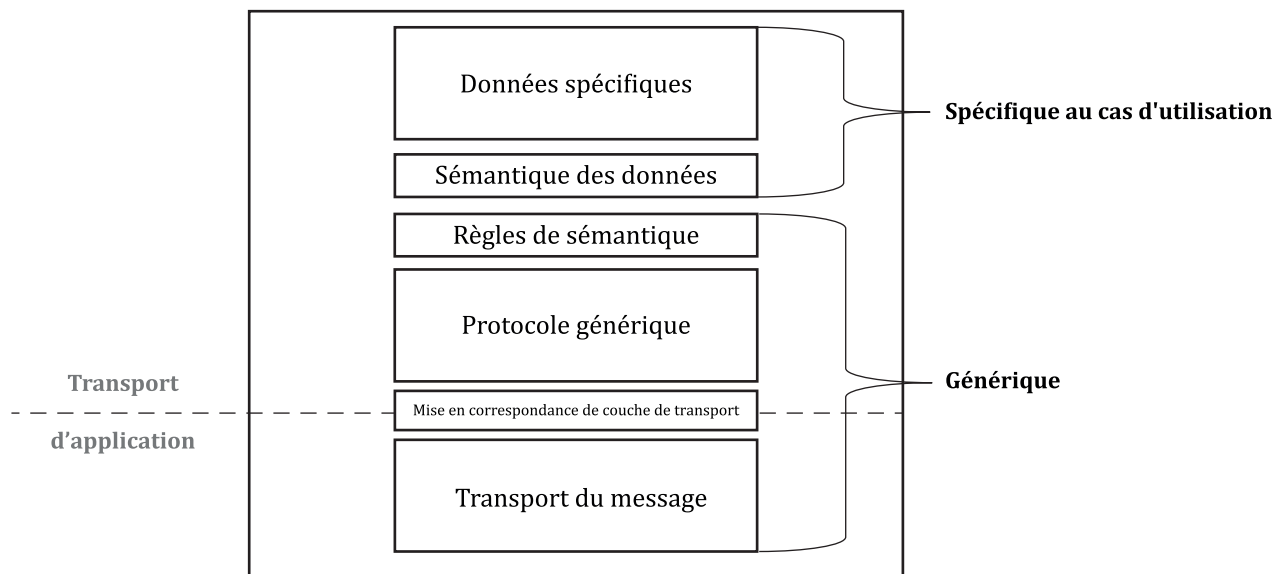 Données spécifiques
Spécifique au cas d'utilisation
Sémantique des données
Règles de sémantique
Protocole générique
Générique
Transport
Mise en correspondance de couche de transport
d’application
Transport du message